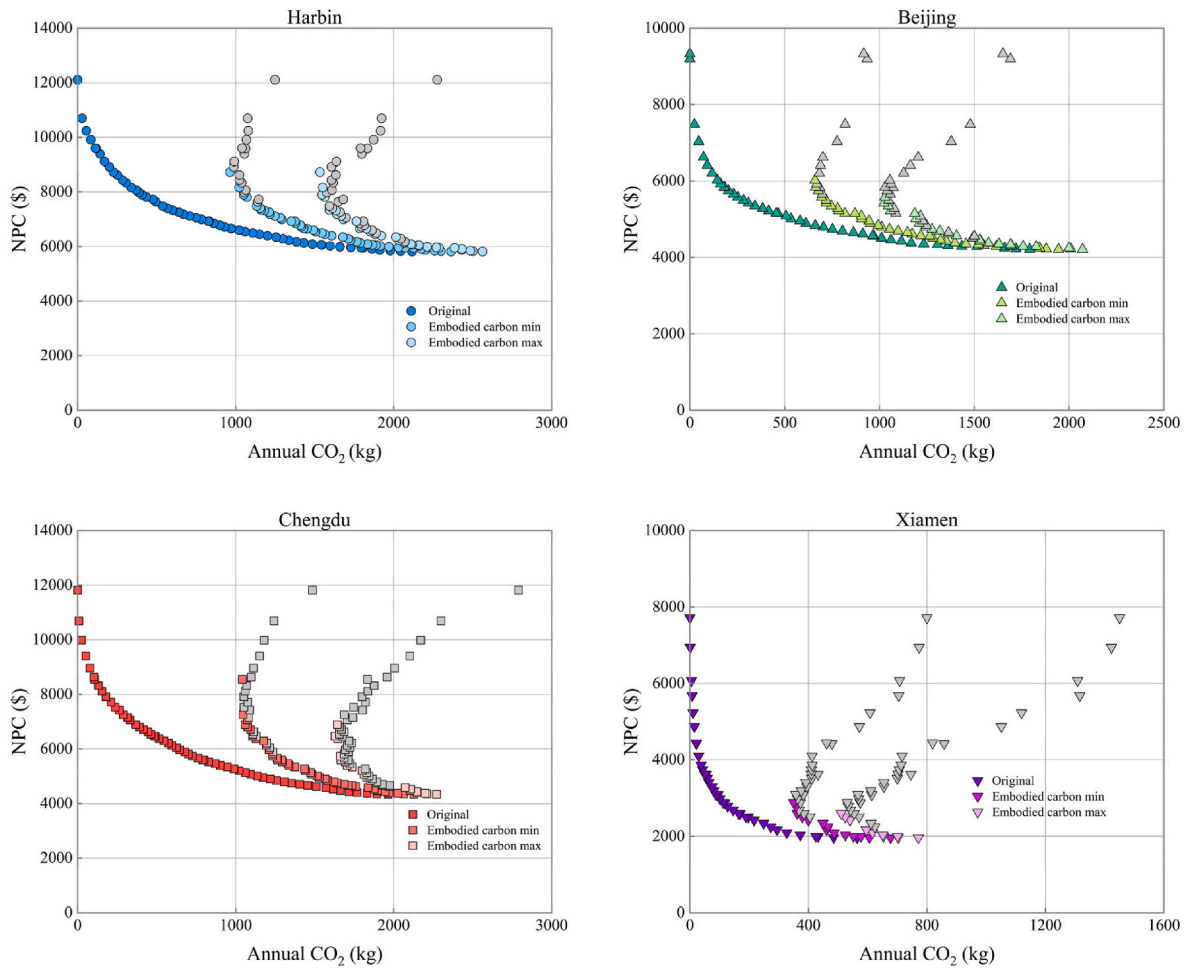 Harbin
14000
12000
10000
8000
6000
4000
2000
0
NPC ($)
0 1000 2000 3000
Annual CO₂ (kg)
Original
Embodied carbon min
Embodied carbon max
Beijing
10000
8000
6000
4000
2000
0
NPC ($)
0 500 1000 1500 2000 2500
Annual CO₂ (kg)
Original
Embodied carbon min
Embodied carbon max
Chengdu
14000
12000
10000
8000
6000
4000
2000
0
NPC ($)
0 1000 2000 3000
Annual CO₂ (kg)
Original
Embodied carbon min
Embodied carbon max
Xiamen
10000
8000
6000
4000
2000
0
NPC ($)
0 400 800 1200 1600
Annual CO₂ (kg)
Original
Embodied carbon min
Embodied carbon max